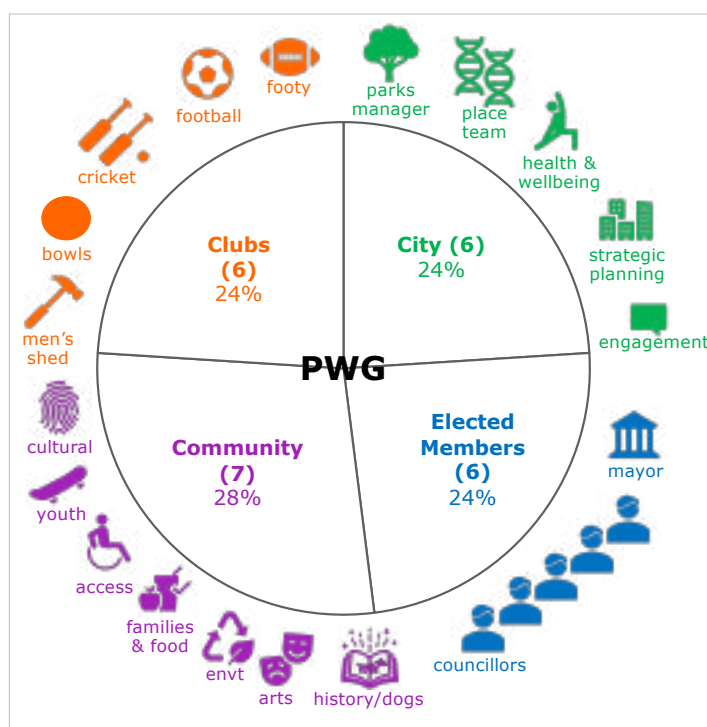 footy
football
cricket
bowls
men's
shed
parks
manager
place
team
health &
wellbeing
strategic
planning
engagement
Clubs
(6)
24%
City (6)
24%
PWG
Community
(7)
28%
Elected
Members
(6)
24%
cultural
youth
access
families
& food
envt
arts
history/dogs
mayor
councillors